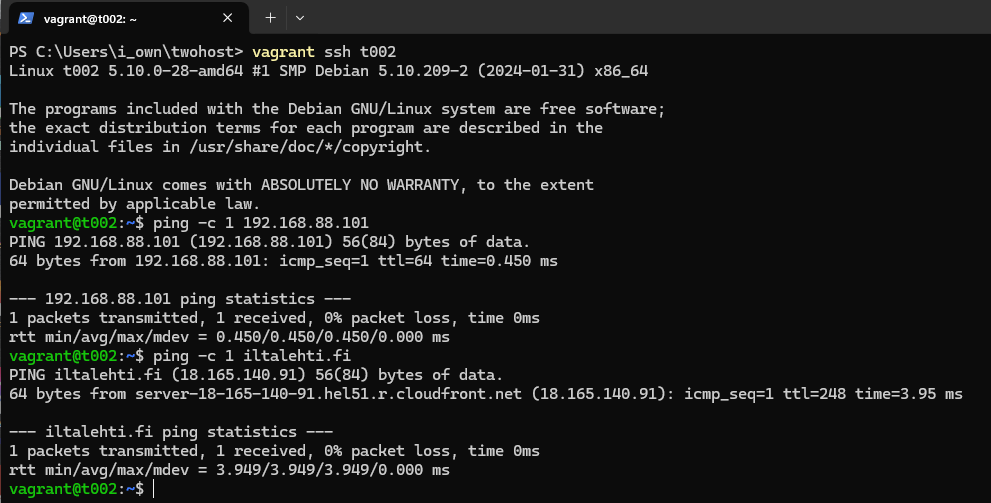 vagrant@t002: ~
PS C:\Users\i_own\twohost> vagrant ssh t002
Linux t002 5.10.0-28-amd64 #1 SMP Debian 5.10.209-2 (2024-01-31) x86_64
The programs included with the Debian GNU/Linux system are free software;
the exact distribution terms for each program are described in the
individual files in /usr/share/doc/*/copyright.
Debian GNU/Linux comes with ABSOLUTELY NO WARRANTY, to the extent
permitted by applicable law.
vagrant@t002:~$ ping -c 1 192.168.88.101
PING 192.168.88.101 (192.168.88.101) 56(84) bytes of data.
64 bytes from 192.168.88.101: icmp_seq=1 ttl=64 time=0.450 ms
--- 192.168.88.101 ping statistics ---
1 packets transmitted, 1 received, 0% packet loss, time 0ms
rtt min/avg/max/mdev = 0.450/0.450/0.450/0.000 ms
vagrant@t002:~$ ping -c 1 iltalehti.fi
PING iltalehti.fi (18.165.140.91) 56(84) bytes of data.
64 bytes from server-18-165-140-91.hel51.r.cloudfront.net (18.165.140.91): icmp_seq=1 ttl=248 time=3.95 ms
--- iltalehti.fi ping statistics ---
1 packets transmitted, 1 received, 0% packet loss, time 0ms
rtt min/avg/max/mdev = 3.949/3.949/3.949/0.000 ms
vagrant@t002:~$